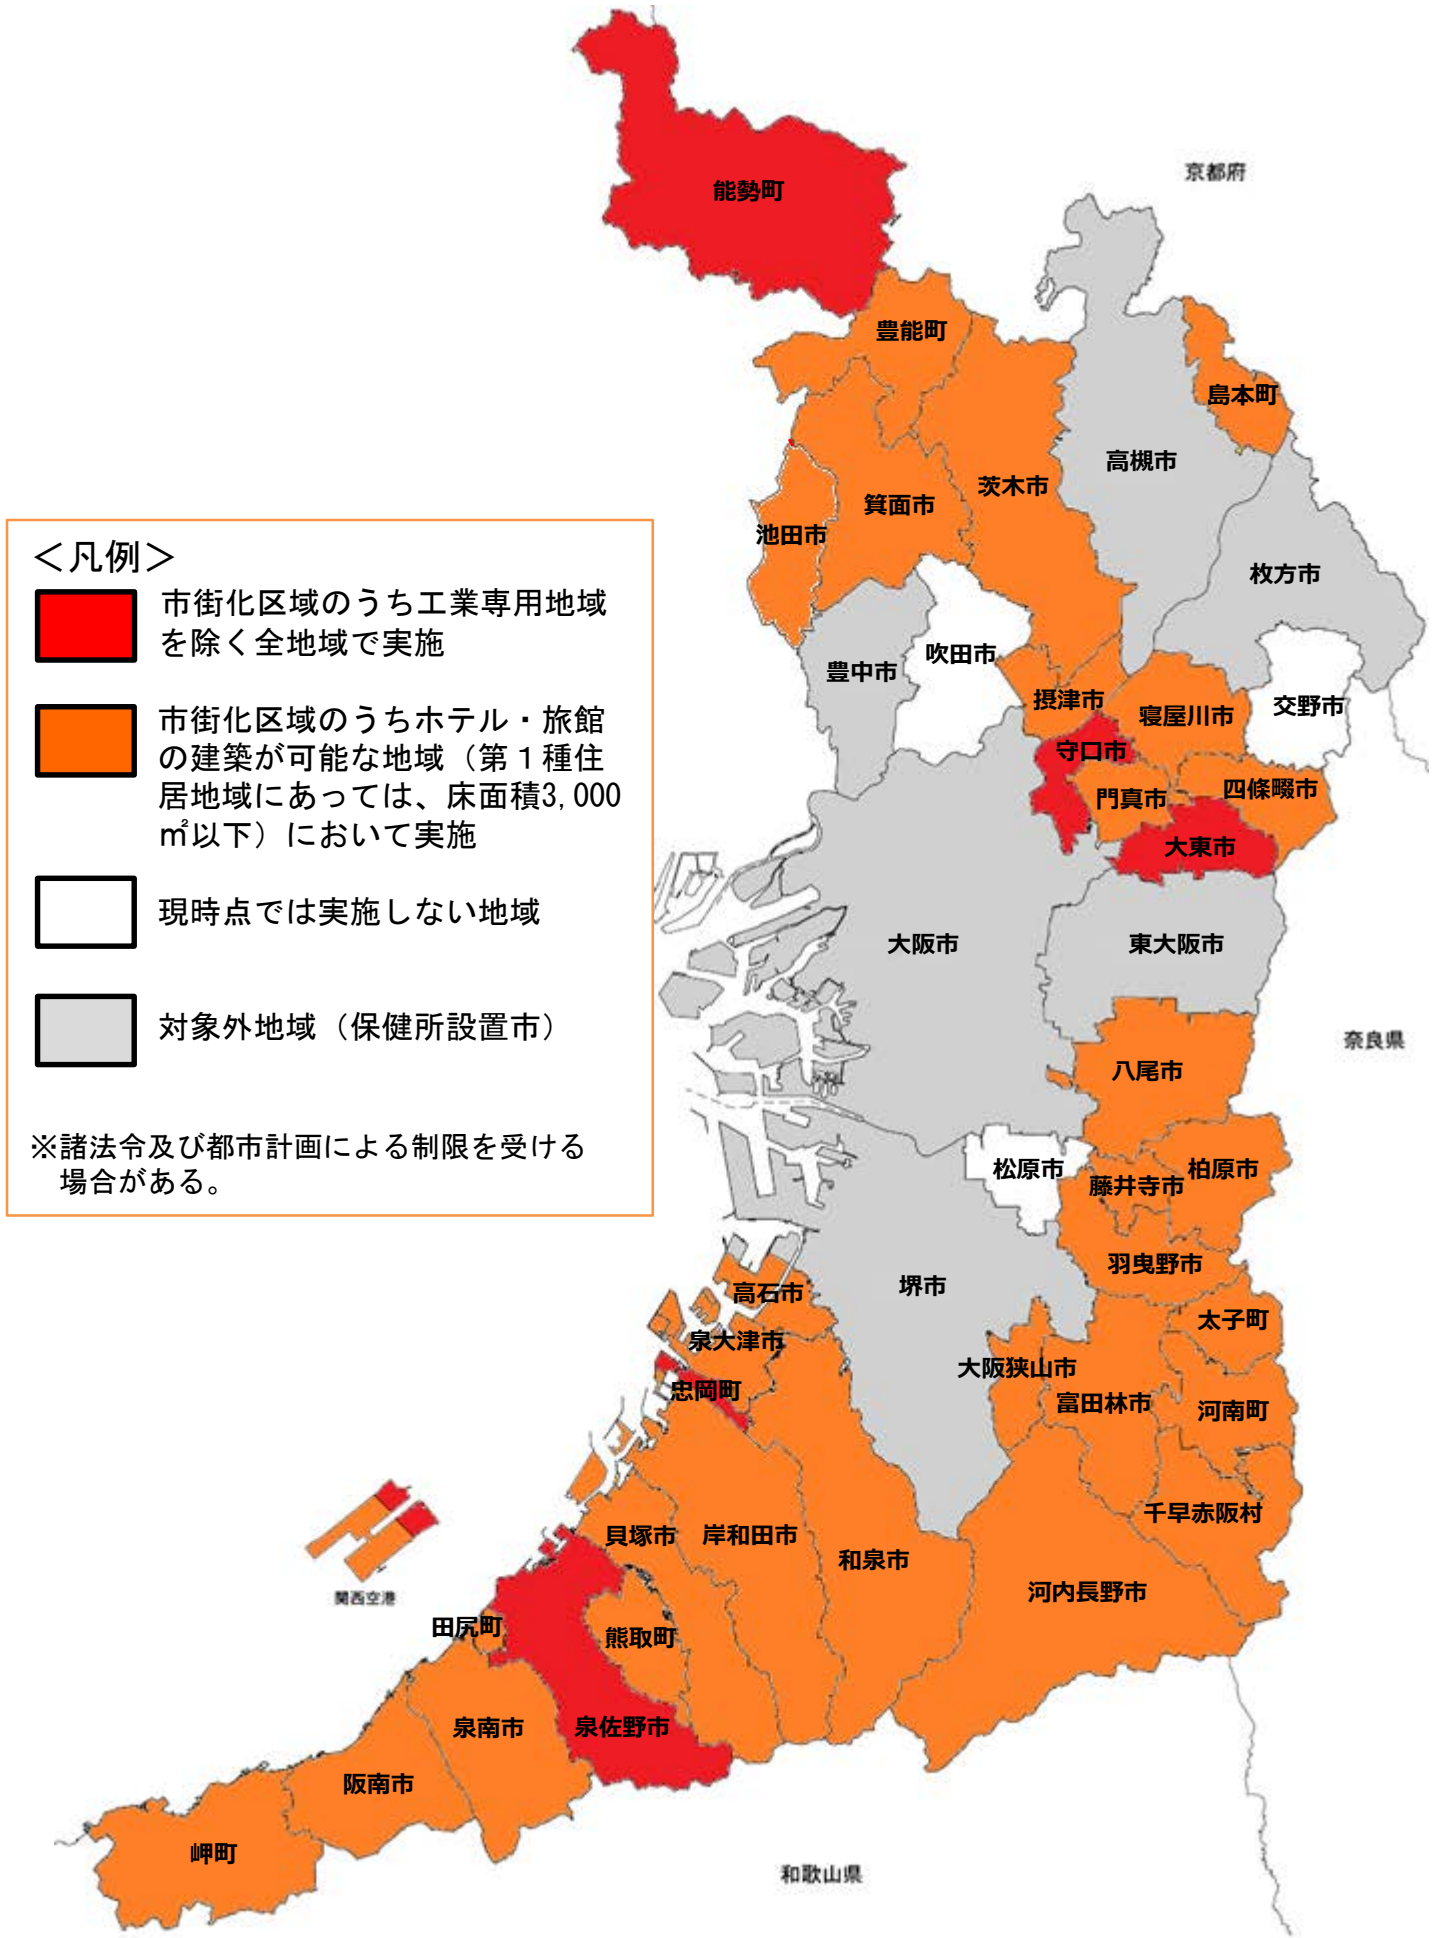 京都府
能勢町
豊能町
島本町
高槻市
茨木市
箕面市
池田市
枚方市
吹田市
豊中市
摂津市
寝屋川市
交野市
守口市
門真市
四條畷市
大東市
大阪市
東大阪市
奈良県
八尾市
松原市
藤井寺市
柏原市
羽曳野市
堺市
高石市
太子町
泉大津市
大阪狭山市
忠岡町
富田林市
河南町
千早赤阪村
貝塚市
岸和田市
和泉市
河内長野市
関西空港
田尻町
熊取町
泉南市
泉佐野市
阪南市
岬町
和歌山県
＜凡例＞
市街化区域のうち工業専用地域
を除く全地域で実施
市街化区域のうちホテル・旅館
の建築が可能な地域（第１種住
居地域にあっては、床面積3,000
㎡以下）において実施
現時点では実施しない地域
対象外地域（保健所設置市）
※諸法令及び都市計画による制限を受ける
場合がある。